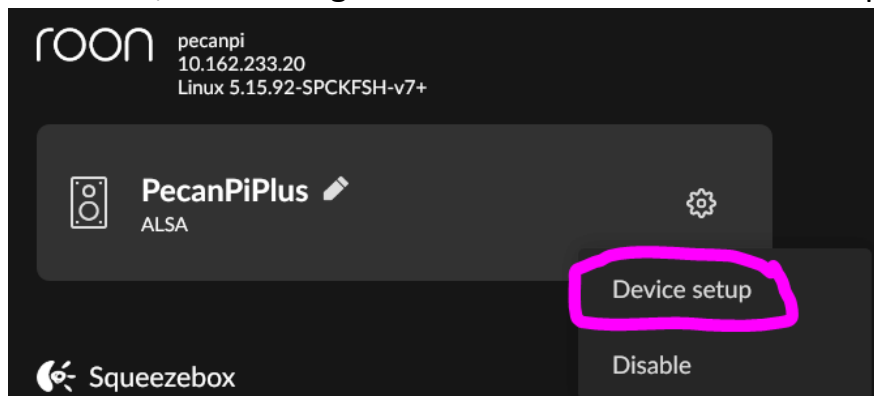 roon
pecanpi
10.162.233.20
Linux 5.15.92-SPCKFSH-v7+
PecanPiPlus
ALSA
Device setup
Disable
Squeezebox